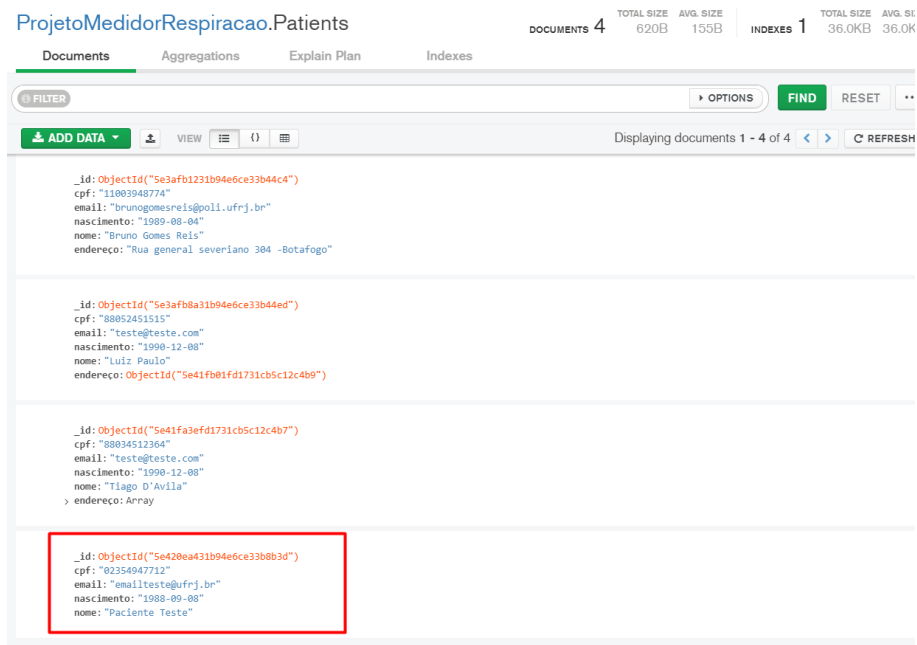 ProjetoMedidorRespiracao.Patients
DOCUMENTS 4 TOTAL SIZE 620B AVG. SIZE 155B INDEXES 1 TOTAL SIZE 36.0KB AVG. SIZE 36.0KB
Documents Aggregations Explain Plan Indexes
FILTER OPTIONS FIND RESET ...
ADD DATA VIEW {} Displaying documents 1 - 4 of 4 < > REFRESH
_id: ObjectId("5e3afb1231b94e6ce33b44c4")
cpf: "11003948774"
email: "brunogomesreis@poli.ufrj.br"
nascimento: "1989-08-04"
nome: "Bruno Gomes Reis"
endereço: "Rua general severiano 304 -Botafogo"
_id: ObjectId("5e3afb8a31b94e6ce33b44ed")
cpf: "88052451515"
email: "teste@teste.com"
nascimento: "1990-12-08"
nome: "Luiz Paulo"
endereço: ObjectId("5e41fb01fd1731cb5c12c4b9")
_id: ObjectId("5e41fa3efd1731cb5c12c4b7")
cpf: "88034512364"
email: "teste@teste.com"
nascimento: "1990-12-08"
nome: "Tiago D'Avila"
> endereço: Array
_id: ObjectId("5e420ea431b94e6ce33b8b3d")
cpf: "02354947712"
email: "emailteste@ufrj.br"
nascimento: "1988-09-08"
nome: "Paciente Teste"